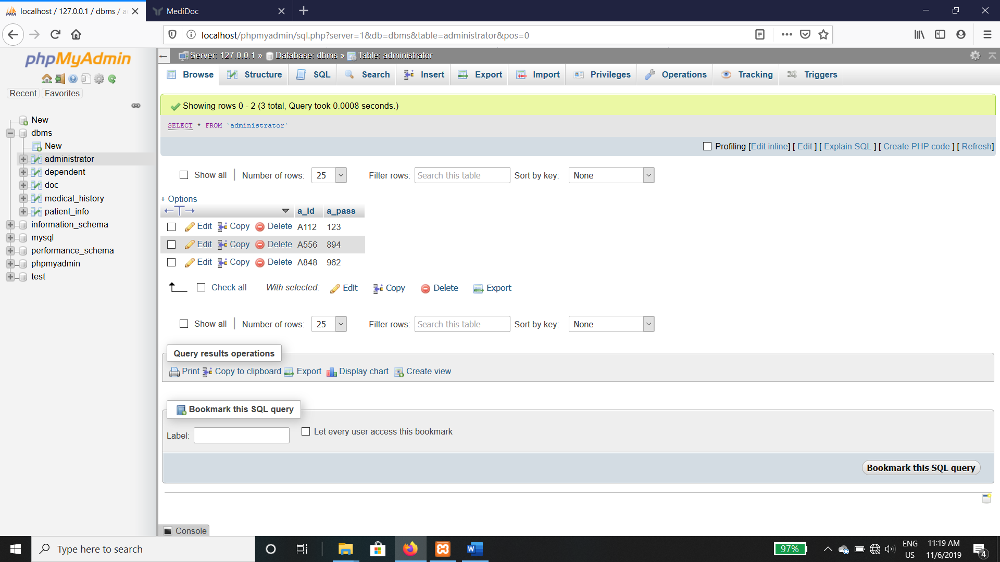 localhost / 127.0.0.1 / dbms / a
MediDoc
localhost/phpmyadmin/sql.php?server=1&db=dbms&table=administrator&pos=0
phpMyAdmin
Recent Favorites
New
dbms
New
administrator
dependent
doc
medical_history
patient_info
information_schema
mysql
performance_schema
phpmyadmin
test
Server: 127.0.0.1 » Database: dbms » Table: administrator
Browse Structure SQL Search Insert Export Import Privileges Operations Tracking Triggers
Showing rows 0 - 2 (3 total, Query took 0.0008 seconds.)
SELECT * FROM `administrator`
Profiling [Edit inline] [ Edit ] [ Explain SQL ] [ Create PHP code ] [ Refresh]
Show all | Number of rows: 25 Filter rows: Search this table Sort by key: None
+ Options
a_id a_pass
Edit Copy Delete A112 123
Edit Copy Delete A556 894
Edit Copy Delete A848 962
Check all With selected: Edit Copy Delete Export
Show all | Number of rows: 25 Filter rows: Search this table Sort by key: None
Query results operations
Print Copy to clipboard Export Display chart Create view
Bookmark this SQL query
Label: Let every user access this bookmark
Bookmark this SQL query
Console
Type here to search
97%
ENG
US
11:19 AM
11/6/2019
4